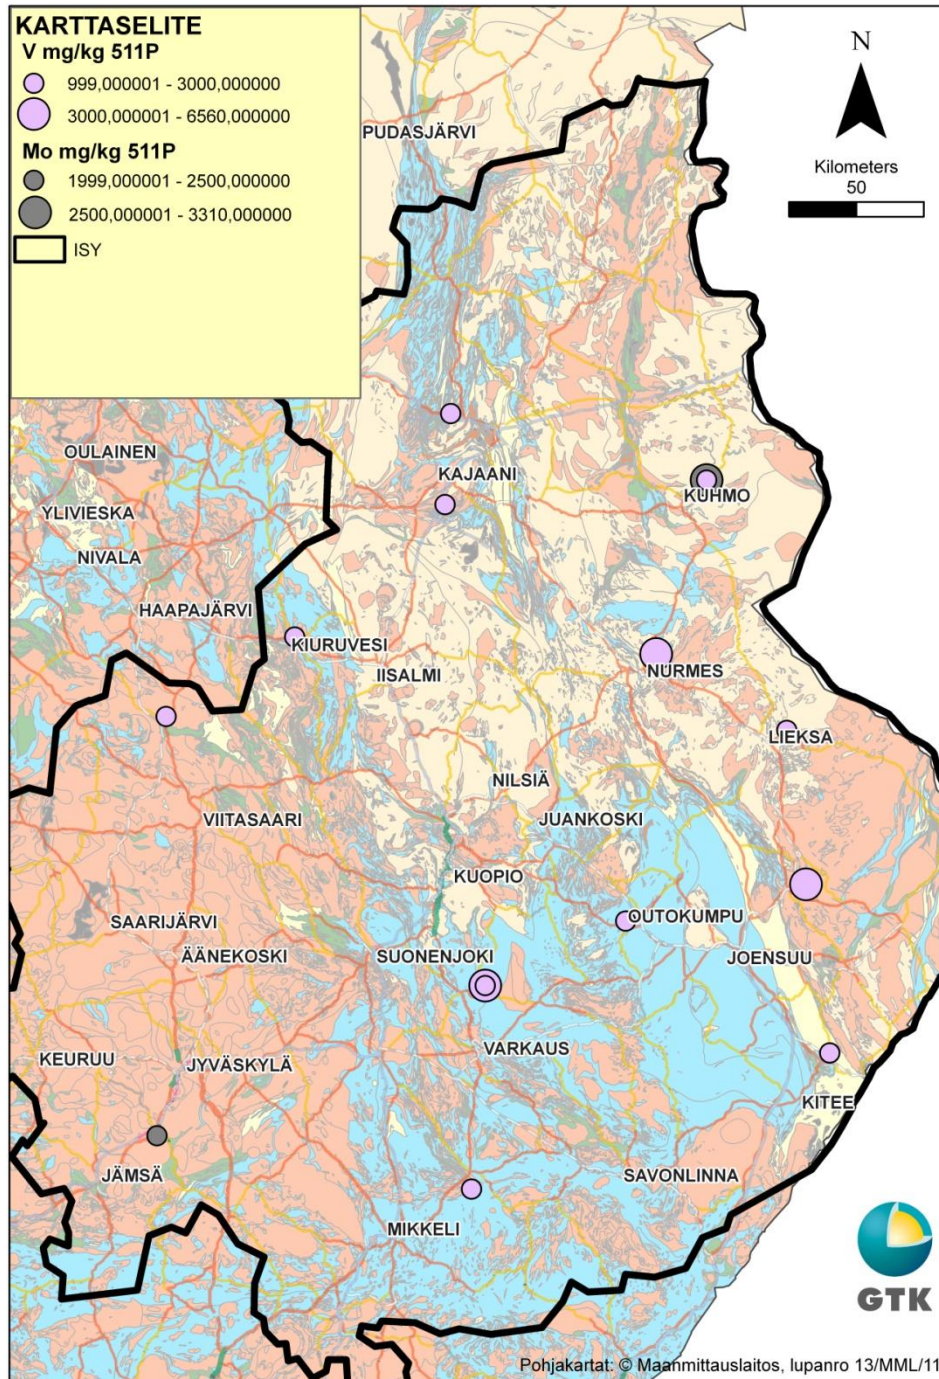 KARTTASELITE
V mg/kg 511P
999,000001 - 3000,000000
3000,000001 - 6560,000000
Mo mg/kg 511P
1999,000001 - 2500,000000
2500,000001 - 3310,000000
ISY
N
Kilometers
50
PUDASJÄRVI
OULAINEN
KAJAANI
YLIVIESKA
KUHMO
NIVALA
HAAPAJÄRVI
KIURUVESI
IISALMI
NURMES
LIEKSA
NILSIÄ
VIITASAARI
JUANKOSKI
KUOPIO
SAARIJÄRVI
OUTOKUMPU
ÄÄNEKOSKI
SUONENJOKI
JOENSUU
KEURUU
JYVÄSKYLÄ
VARKAUS
KITEE
JÄMSÄ
SAVONLINNA
MIKKELI
GTK
Pohjakartat: © Maanmittauslaitos, lupanro 13/MML/11